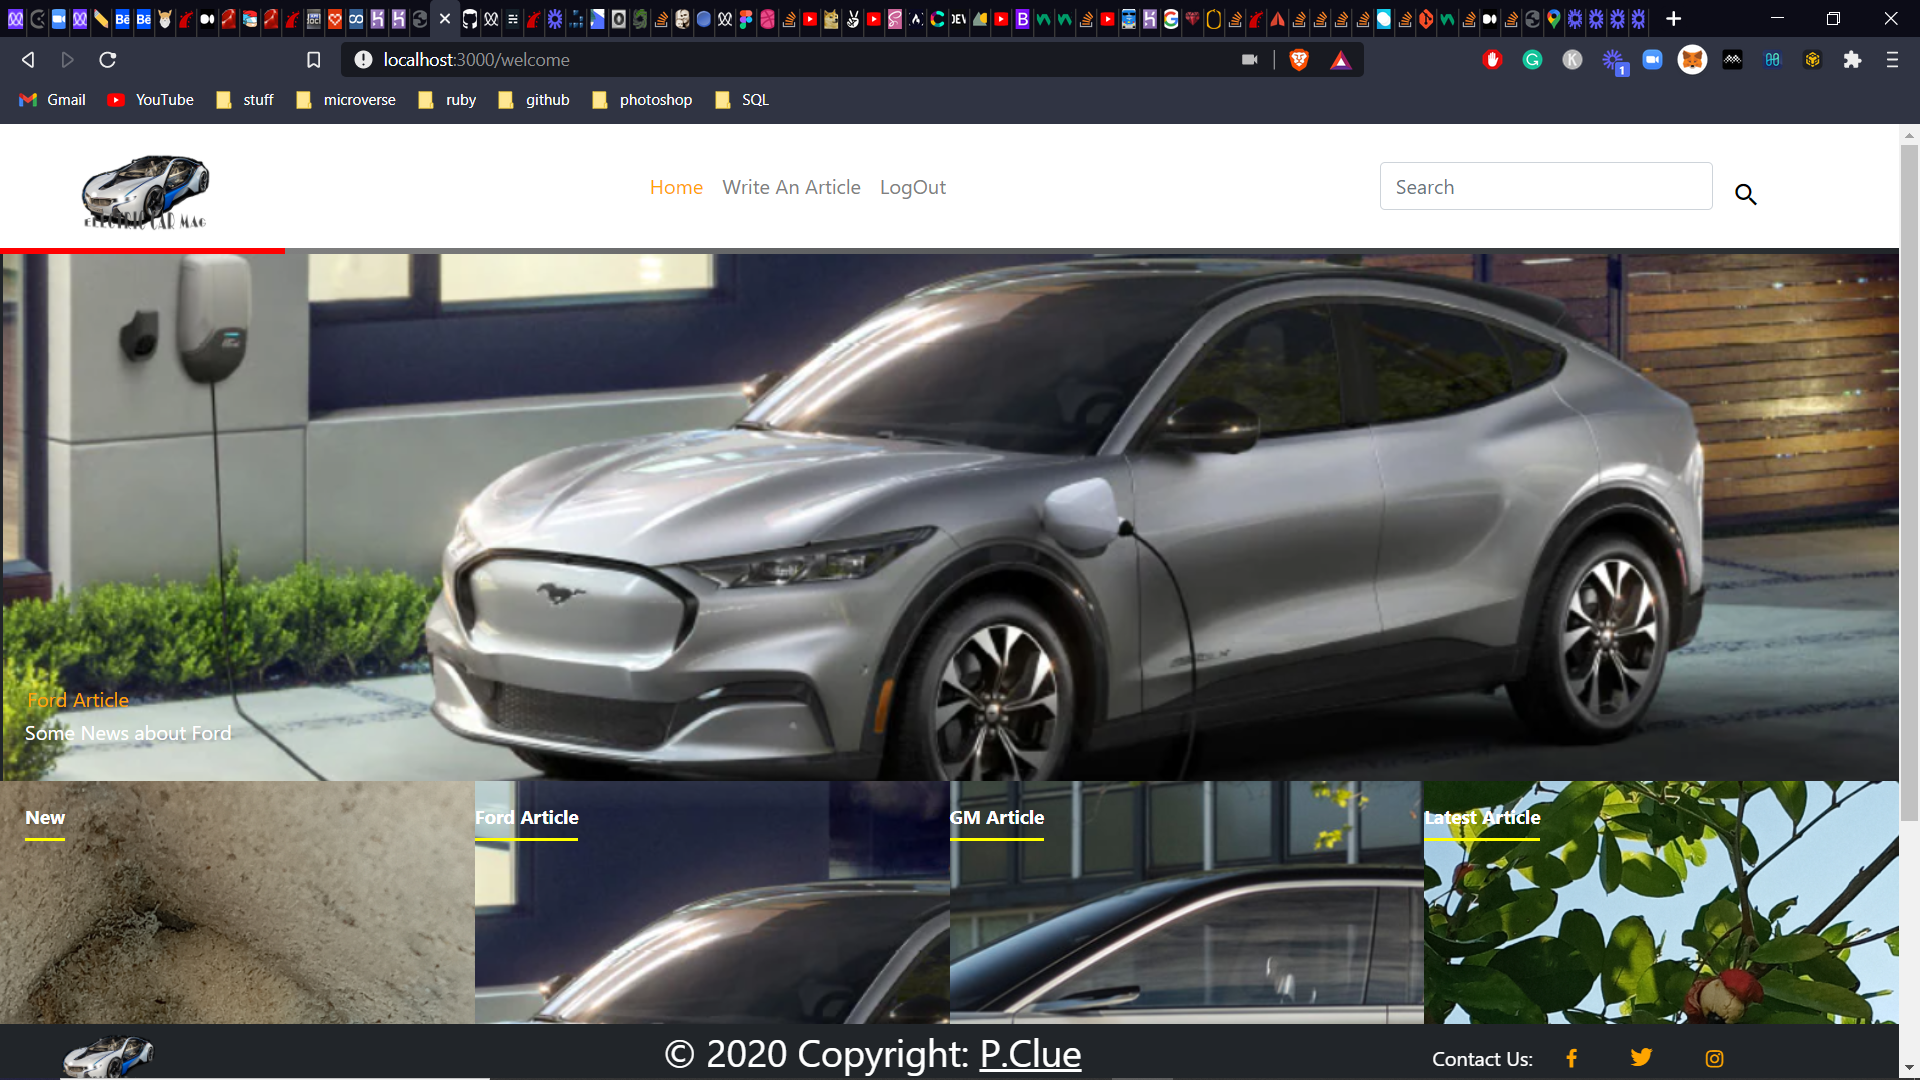 localhost:3000/welcome
1
Gmail
YouTube
stuff
microverse
ruby
github
photoshop
SQL
ELECTRIC CAR MAG
Home
Write An Article
LogOut
Search
Ford Article
Some News about Ford
New
Ford Article
GM Article
Latest Article
© 2020 Copyright: P.Clue
Contact Us: